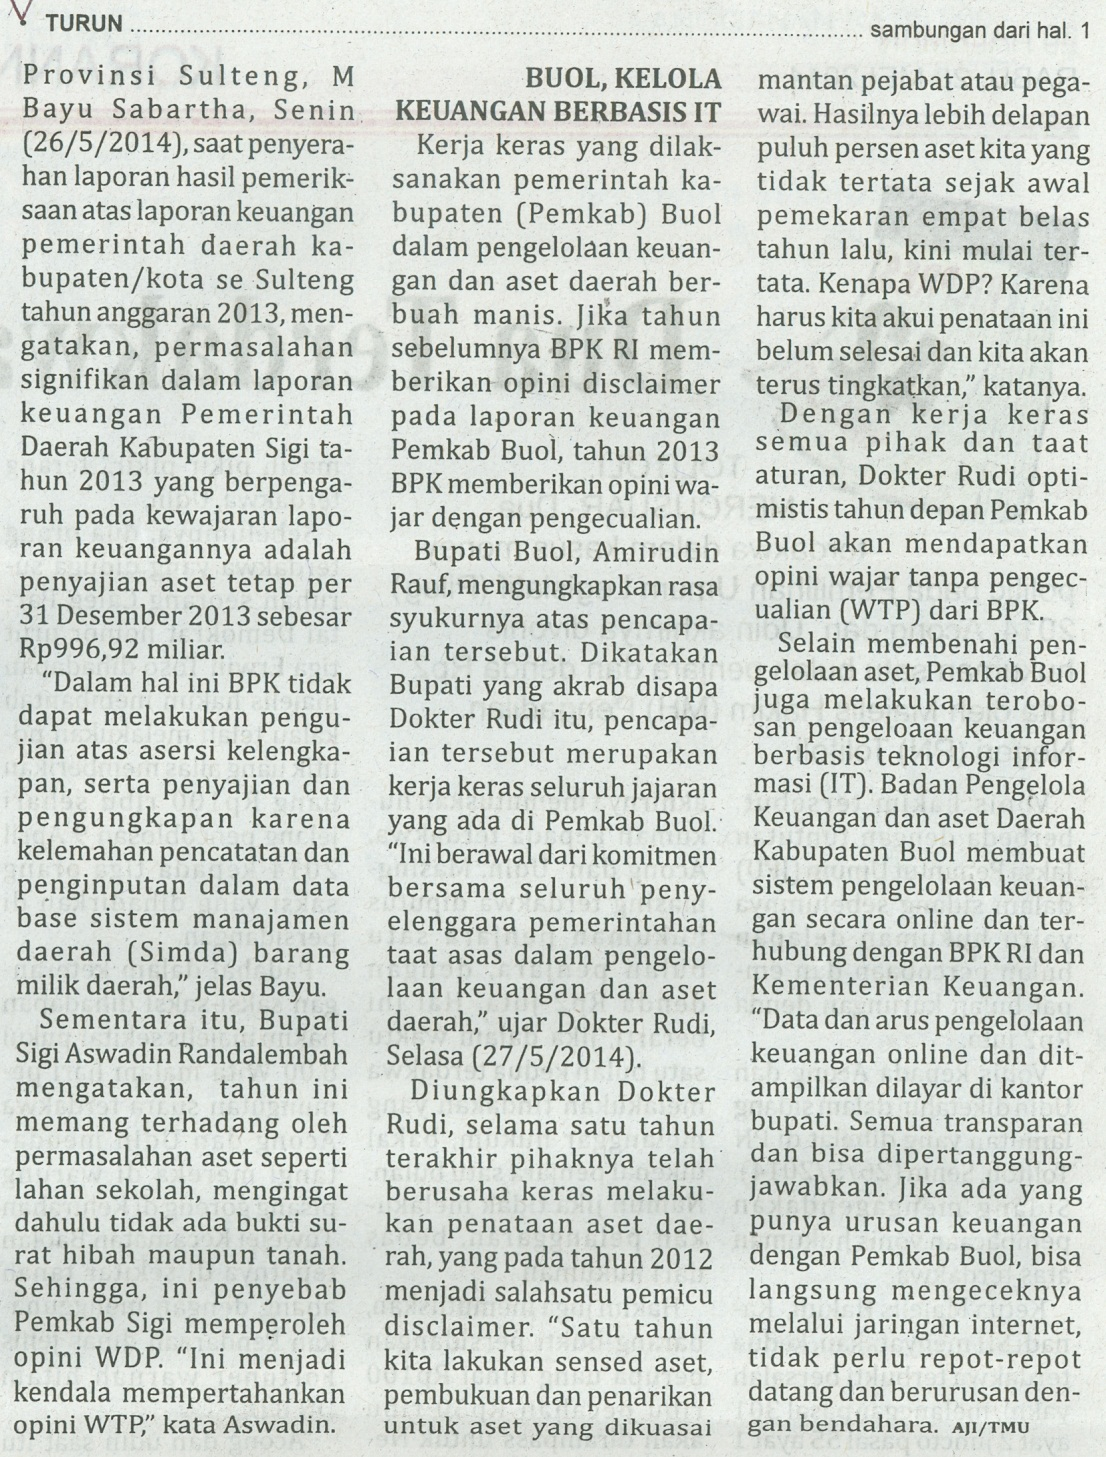 TURUN ........................................................................................................................ sambungan dari hal. 1
Provinsi Sulteng, M
Bayu Sabartha, Senin
(26/5/2014), saat penyera-
han laporan hasil pemerik-
saan atas laporan keuangan
pemerintah daerah ka-
bupaten/kota se Sulteng
tahun anggaran 2013, men-
gatakan, permasalahan
signifikan dalam laporan
keuangan Pemerintah
Daerah Kabupaten Sigi ta-
hun 2013 yang berpenga-
ruh pada kewajaran lapo-
ran keuangannya adalah
penyajian aset tetap per
31 Desember 2013 sebesar
Rp996,92 miliar.
“Dalam hal ini BPK tidak
dapat melakukan pengu-
jian atas asersi kelengka-
pan, serta penyajian dan
pengungkapan karena
kelemahan pencatatan dan
penginputan dalam data
base sistem manajamen
daerah (Simda) barang
milik daerah,” jelas Bayu.
Sementara itu, Bupati
Sigi Aswadin Randalembah
mengatakan, tahun ini
memang terhadang oleh
permasalahan aset seperti
lahan sekolah, mengingat
dahulu tidak ada bukti su-
rat hibah maupun tanah.
Sehingga, ini penyebab
Pemkab Sigi memperoleh
opini WDP. “Ini menjadi
kendala mempertahankan
opini WTP,” kata Aswadin.
BUOL, KELOLA
KEUANGAN BERBASIS IT
Kerja keras yang dilak-
sanakan pemerintah ka-
bupaten (Pemkab) Buol
dalam pengelolaan keuan-
gan dan aset daerah ber-
buah manis. Jika tahun
sebelumnya BPK RI mem-
berikan opini disclaimer
pada laporan keuangan
Pemkab Buol, tahun 2013
BPK memberikan opini wa-
jar dengan pengecualian.
Bupati Buol, Amirudin
Rauf, mengungkapkan rasa
syukurnya atas pencapa-
ian tersebut. Dikatakan
Bupati yang akrab disapa
Dokter Rudi itu, pencapa-
ian tersebut merupakan
kerja keras seluruh jajaran
yang ada di Pemkab Buol.
“Ini berawal dari komitmen
bersama seluruh peny-
elenggara pemerintahan
taat asas dalam pengelo-
laan keuangan dan aset
daerah,” ujar Dokter Rudi,
Selasa (27/5/2014).
Diungkapkan Dokter
Rudi, selama satu tahun
terakhir pihaknya telah
berusaha keras melaku-
kan penataan aset dae-
rah, yang pada tahun 2012
menjadi salahsatu pemicu
disclaimer. “Satu tahun
kita lakukan sensed aset,
pembukuan dan penarikan
untuk aset yang dikuasai
mantan pejabat atau pega-
wai. Hasilnya lebih delapan
puluh persen aset kita yang
tidak tertata sejak awal
pemekaran empat belas
tahun lalu, kini mulai ter-
tata. Kenapa WDP? Karena
harus kita akui penataan ini
belum selesai dan kita akan
terus tingkatkan,” katanya.
Dengan kerja keras
semua pihak dan taat
aturan, Dokter Rudi opti-
mistis tahun depan Pemkab
Buol akan mendapatkan
opini wajar tanpa pengec-
ualian (WTP) dari BPK.
Selain membenahi pen-
gelolaan aset, Pemkab Buol
juga melakukan terobo-
san pengeloaan keuangan
berbasis teknologi infor-
masi (IT). Badan Pengelola
Keuangan dan aset Daerah
Kabupaten Buol membuat
sistem pengelolaan keuan-
gan secara online dan ter-
hubung dengan BPK RI dan
Kementerian Keuangan.
“Data dan arus pengelolaan
keuangan online dan dit-
ampilkan dilayar di kantor
bupati. Semua transparan
dan bisa dipertanggung-
jawabkan. Jika ada yang
punya urusan keuangan
dengan Pemkab Buol, bisa
langsung mengeceknya
melalui jaringan internet,
tidak perlu repot-repot
datang dan berurusan den-
gan bendahara. AJI/TMU